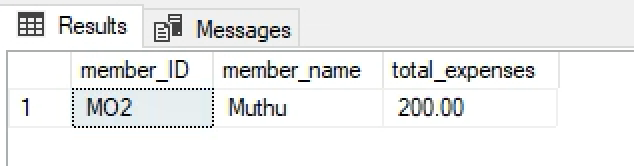 Results Messages
member_ID member_name total_expenses
1 MO2 Muthu 200.00